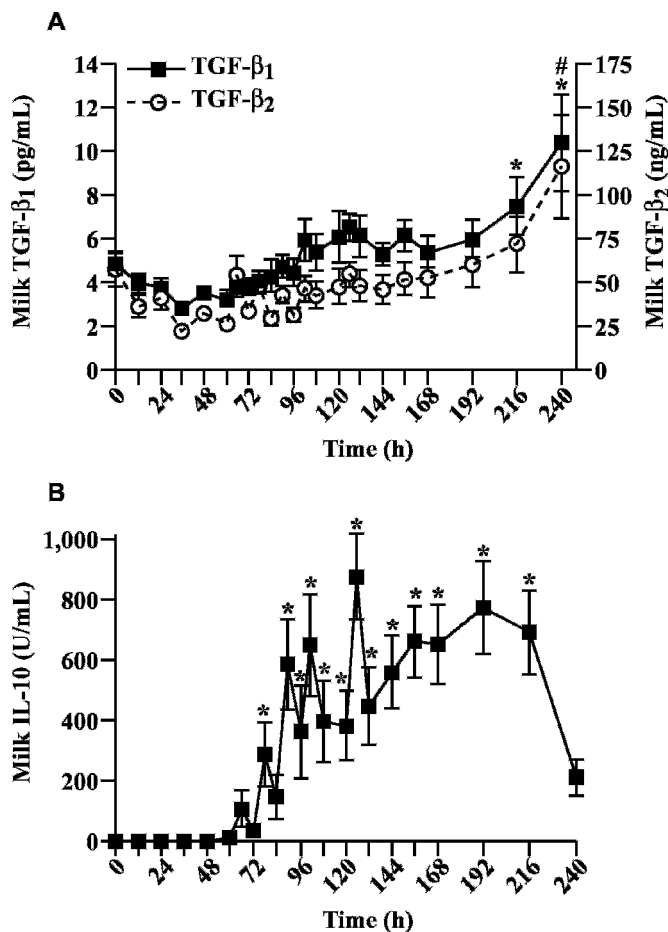 A
14
12
10
8
6
4
2
0
Milk TGF-β₁ (pg/mL)
TGF-β₁
TGF-β₂
*
#
*
175
150
125
100
75
50
25
0
Milk TGF-β₂ (ng/mL)
0 24 48 72 96 120 144 168 192 216 240
Time (h)
B
1,000
800
600
400
200
0
Milk IL-10 (U/mL)
* * * * * * * * * * * * *
0 24 48 72 96 120 144 168 192 216 240
Time (h)